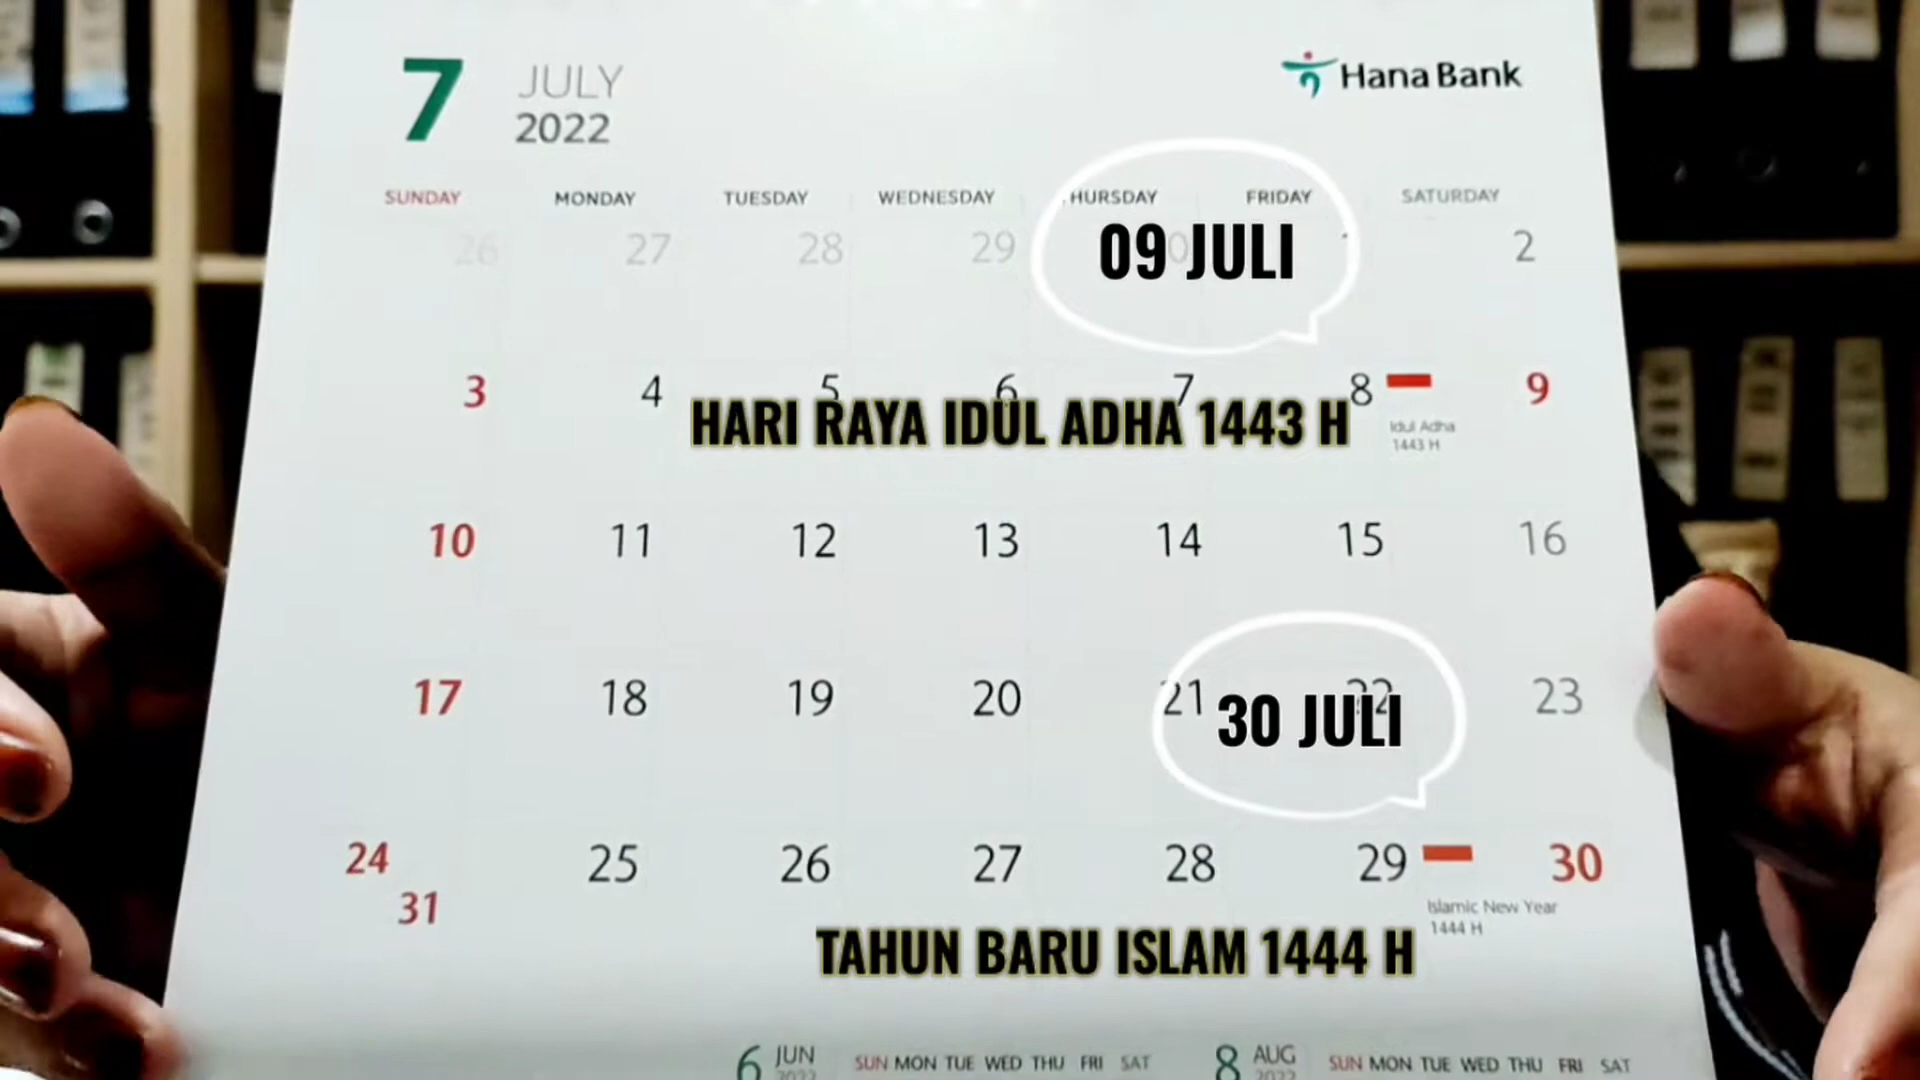 7 JULY
2022
Hana Bank
SUNDAY MONDAY TUESDAY WEDNESDAY HURSDAY FRIDAY SATURDAY
26 27 28 29 2
09 JULI
3 4 5 6 7 8 9
Idul Adha
1443 H
HARI RAYA IDUL ADHA 1443 H
10 11 12 13 14 15 16
17 18 19 20 21 22 23
30 JULI
24 25 26 27 28 29 30
31
Islamic New Year
1444 H
TAHUN BARU ISLAM 1444 H
6 JUN
2022
SUN MON TUE WED THU FRI SAT
8 AUG
2022
SUN MON TUE WED THU FRI SAT